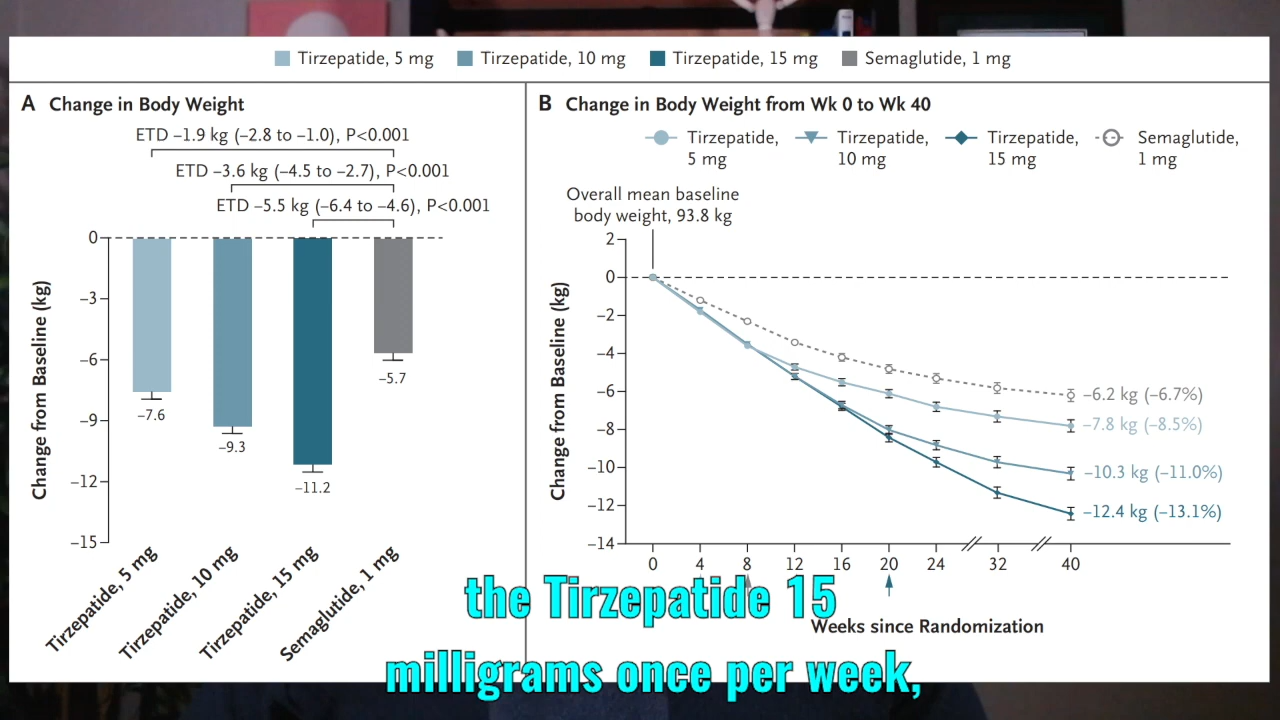 Tirzepatide, 5 mg Tirzepatide, 10 mg Tirzepatide, 15 mg Semaglutide, 1 mg
A Change in Body Weight
ETD –1.9 kg (–2.8 to –1.0), P<0.001
ETD –3.6 kg (–4.5 to –2.7), P<0.001
ETD –5.5 kg (–6.4 to –4.6), P<0.001
Change from Baseline (kg)
0
–3
–6
–9
–12
–15
–7.6
–9.3
–11.2
–5.7
Tirzepatide, 5 mg
Tirzepatide, 10 mg
Tirzepatide, 15 mg
Semaglutide, 1 mg
B Change in Body Weight from Wk 0 to Wk 40
Tirzepatide, 5 mg
Tirzepatide, 10 mg
Tirzepatide, 15 mg
Semaglutide, 1 mg
Overall mean baseline
body weight, 93.8 kg
Change from Baseline (kg)
2
0
–2
–4
–6
–8
–10
–12
–14
–6.2 kg (–6.7%)
–7.8 kg (–8.5%)
–10.3 kg (–11.0%)
–12.4 kg (–13.1%)
0 4 8 12 16 20 24 32 40
Weeks since Randomization
the Tirzepatide 15
milligrams once per week,